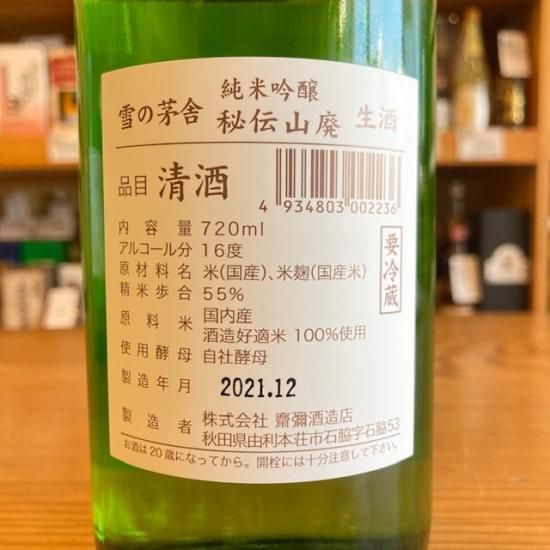 純米吟醸
雪の茅舎 秘伝山廃 生酒
品目 清酒
4 934803 002236
内容量 720ml
アルコール分 16度
原材料名 米(国産)、米麹(国産米)
精米歩合 55%
原料米 国内産
酒造好適米 100%使用
使用酵母 自社酵母
製造年月 2021.12
要冷蔵
製造者 株式会社 齋彌酒造店
秋田県由利本荘市石脇字石脇53
お酒は20歳になってから。開栓には十分注意して下さい。